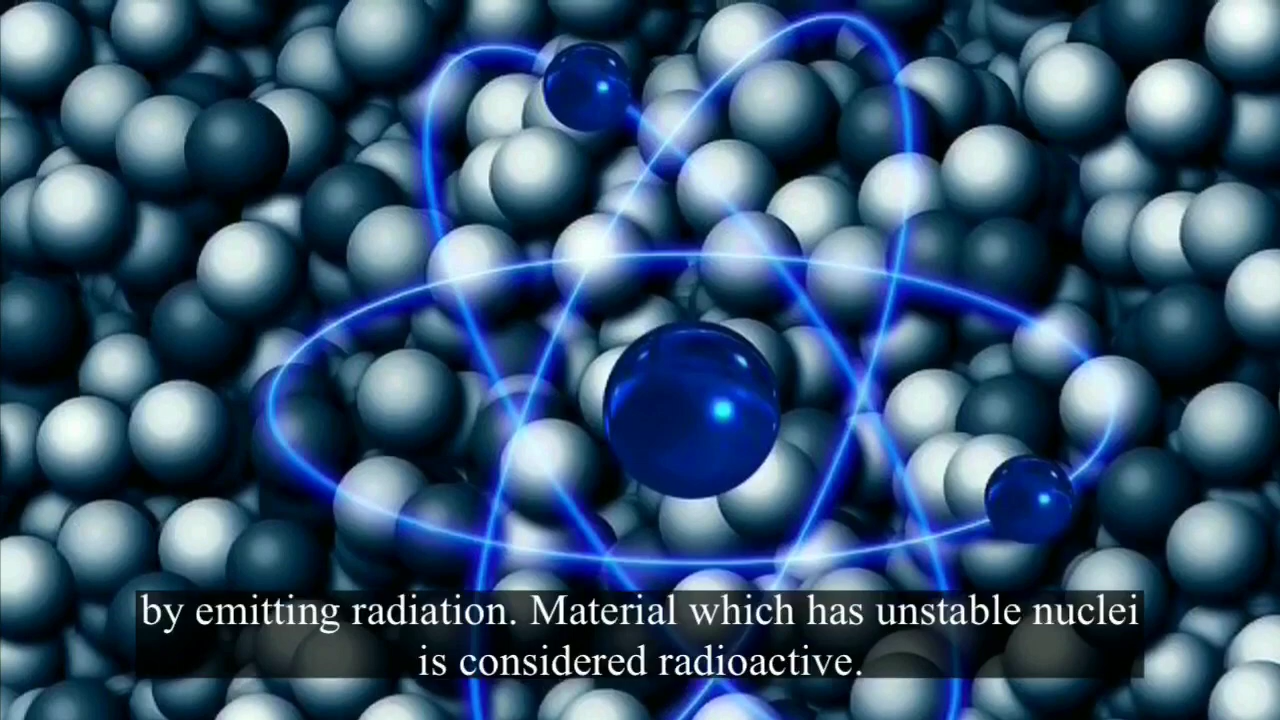 by emitting radiation. Material which has unstable nuclei
is considered radioactive.